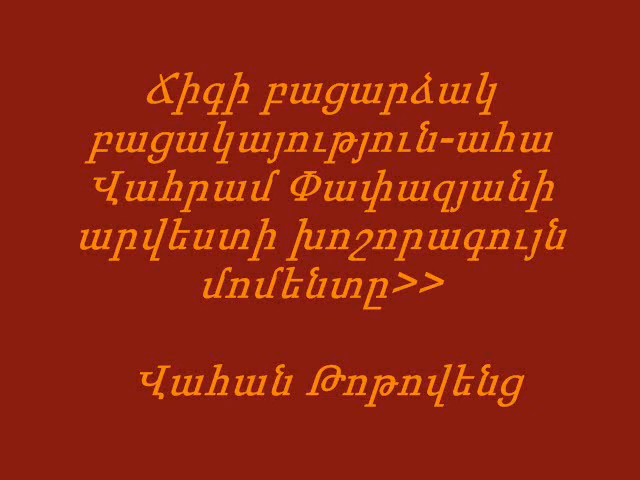 Ճիգի բացարձակ
բացակայություն-ահա
Վահրամ Փափազյանի
արվեստի խոշորագույն
մոմենտը>>
Վահան Թոթովենց